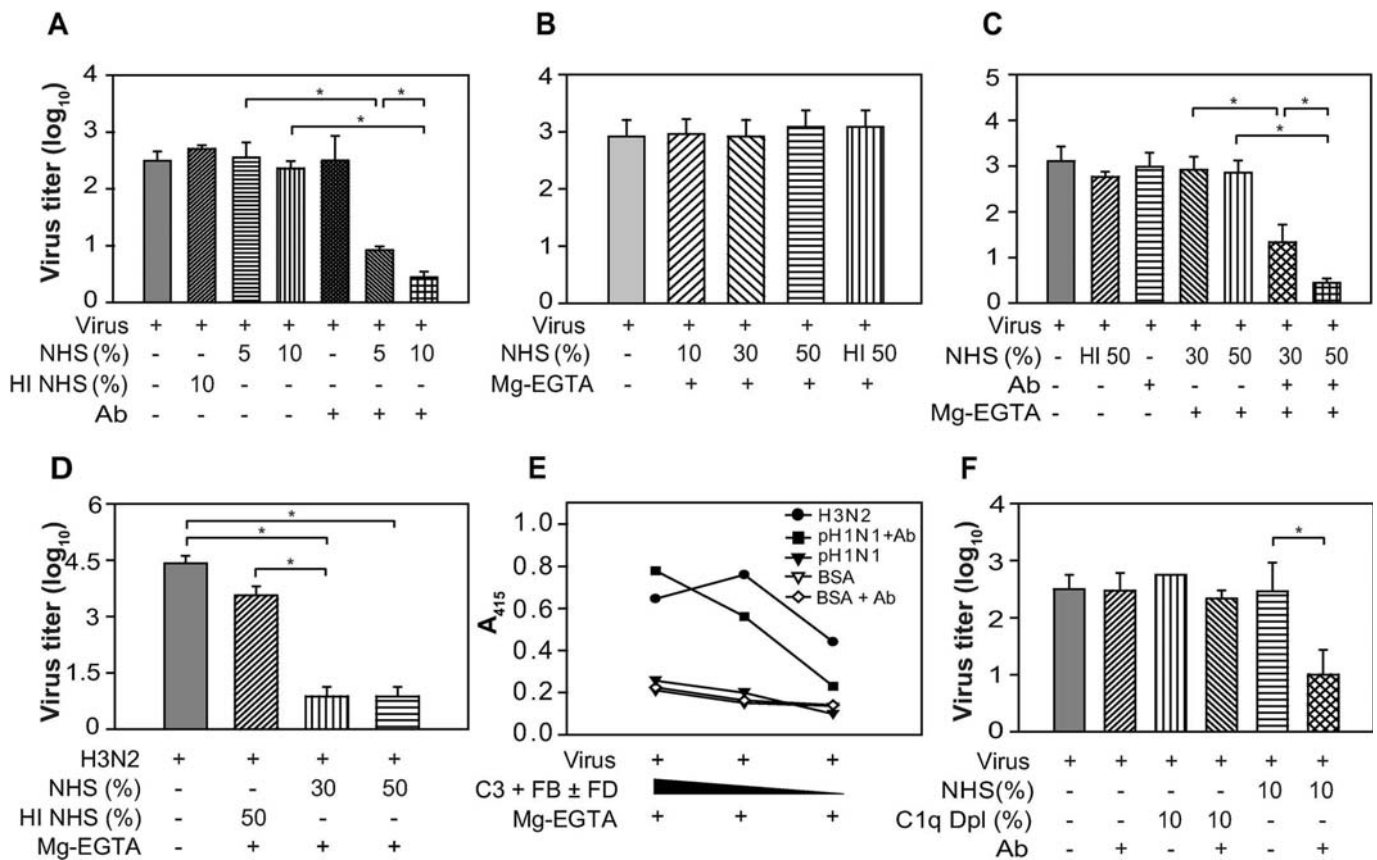 A
Virus titer (log10)
4
3
2
1
0
* *
*
Virus + + + + + + +
NHS (%) - - 5 10 - 5 10
HI NHS (%) - 10 - - - - -
Ab - - - - + + +
B
4
3
2
1
0
Virus + + + + +
NHS (%) - 10 30 50 HI 50
Mg-EGTA - + + + +
C
5
4
3
2
1
0
* *
*
Virus + + + + + + +
NHS (%) - HI 50 - 30 50 30 50
Ab - - + - - + +
Mg-EGTA - - - + + + +
D
Virus titer (log10)
6
4.5
3
1.5
0
*
*
*
H3N2 + + + +
NHS (%) - - 30 50
HI NHS (%) - 50 - -
Mg-EGTA - + + +
E
A415
1.0
0.8
0.6
0.4
0.2
0.0
H3N2
pH1N1+Ab
pH1N1
BSA
BSA + Ab
Virus + + +
C3 + FB ± FD
Mg-EGTA + + +
F
Virus titer (log10)
4
3
2
1
0
*
Virus + + + + + +
NHS(%) - - - - 10 10
C1q Dpl (%) - - 10 10 - -
Ab - + - + - +